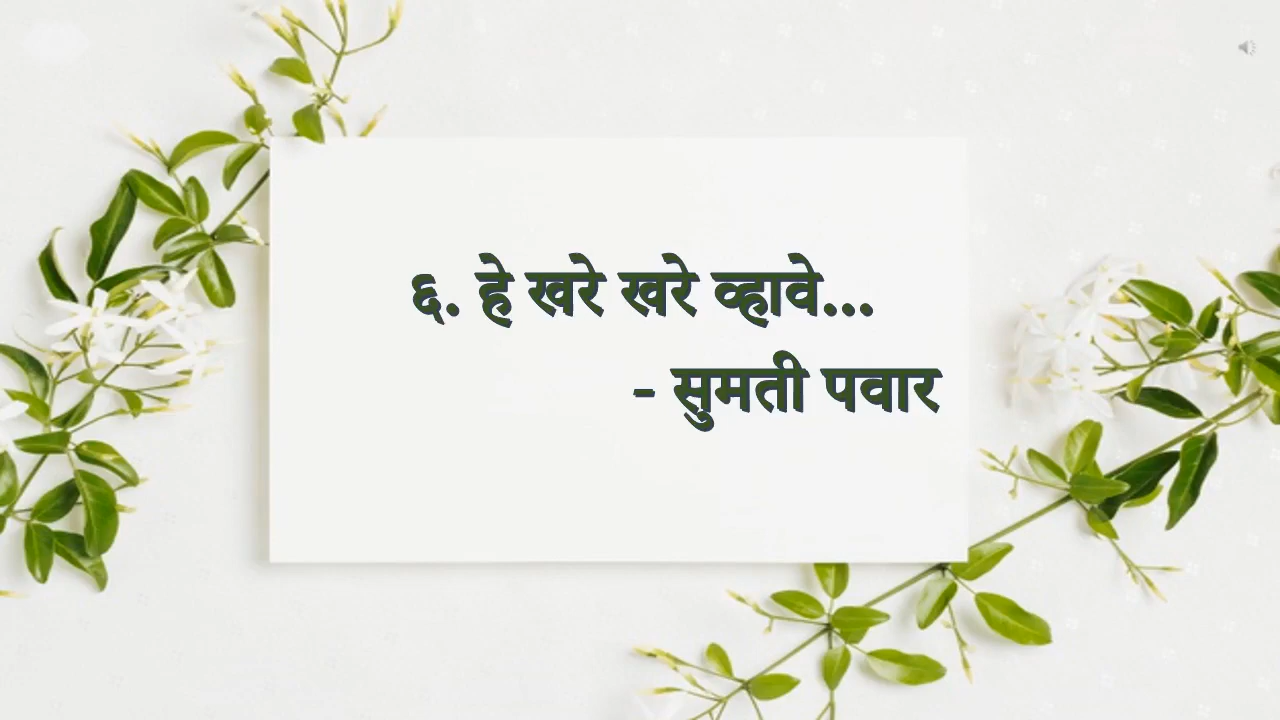 ६. हे खरे खरे व्हावे...
- सुमती पवार